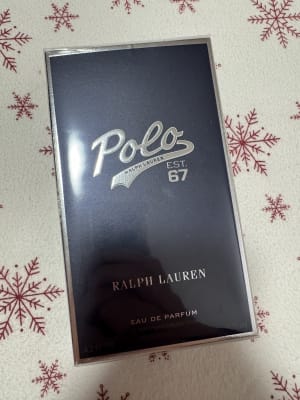 Polo
RALPH LAUREN
EST.
67
RALPH LAUREN
EAU DE PARFUM